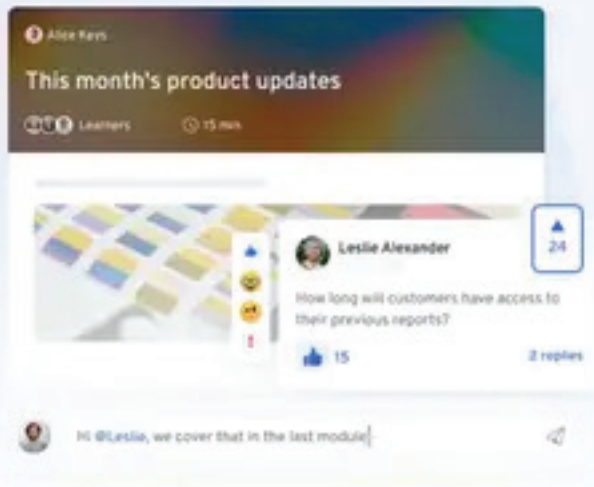 Alice Keys
This month's product updates
Learners
15 min
24
Leslie Alexander
How long will customers have access to
their previous reports?
15
2 replies
Hi @Leslie, we cover that in the last module